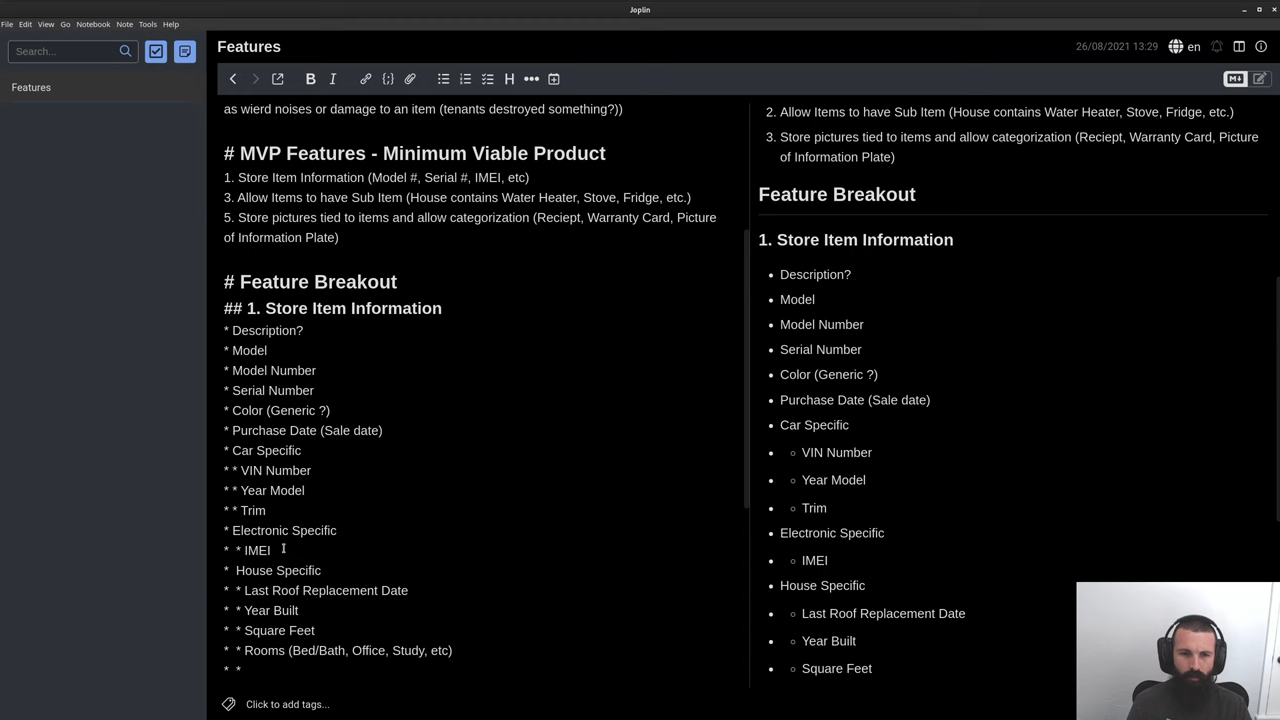 Joplin
File Edit View Go Notebook Note Tools Help
Search...
Features
Features
26/08/2021 13:29
en
B I H
M
as wierd noises or damage to an item (tenants destroyed something?))
# MVP Features - Minimum Viable Product
1. Store Item Information (Model #, Serial #, IMEI, etc)
3. Allow Items to have Sub Item (House contains Water Heater, Stove, Fridge, etc.)
5. Store pictures tied to items and allow categorization (Reciept, Warranty Card, Picture
of Information Plate)
# Feature Breakout
## 1. Store Item Information
* Description?
* Model
* Model Number
* Serial Number
* Color (Generic ?)
* Purchase Date (Sale date)
* Car Specific
* * VIN Number
* * Year Model
* * Trim
* Electronic Specific
* * IMEI
* House Specific
* * Last Roof Replacement Date
* * Year Built
* * Square Feet
* * Rooms (Bed/Bath, Office, Study, etc)
* *
2. Allow Items to have Sub Item (House contains Water Heater, Stove, Fridge, etc.)
3. Store pictures tied to items and allow categorization (Reciept, Warranty Card, Picture
of Information Plate)
Feature Breakout
1. Store Item Information
• Description?
• Model
• Model Number
• Serial Number
• Color (Generic ?)
• Purchase Date (Sale date)
• Car Specific
• ◦ VIN Number
• ◦ Year Model
• ◦ Trim
• Electronic Specific
• ◦ IMEI
• House Specific
• ◦ Last Roof Replacement Date
• ◦ Year Built
• ◦ Square Feet
Click to add tags...